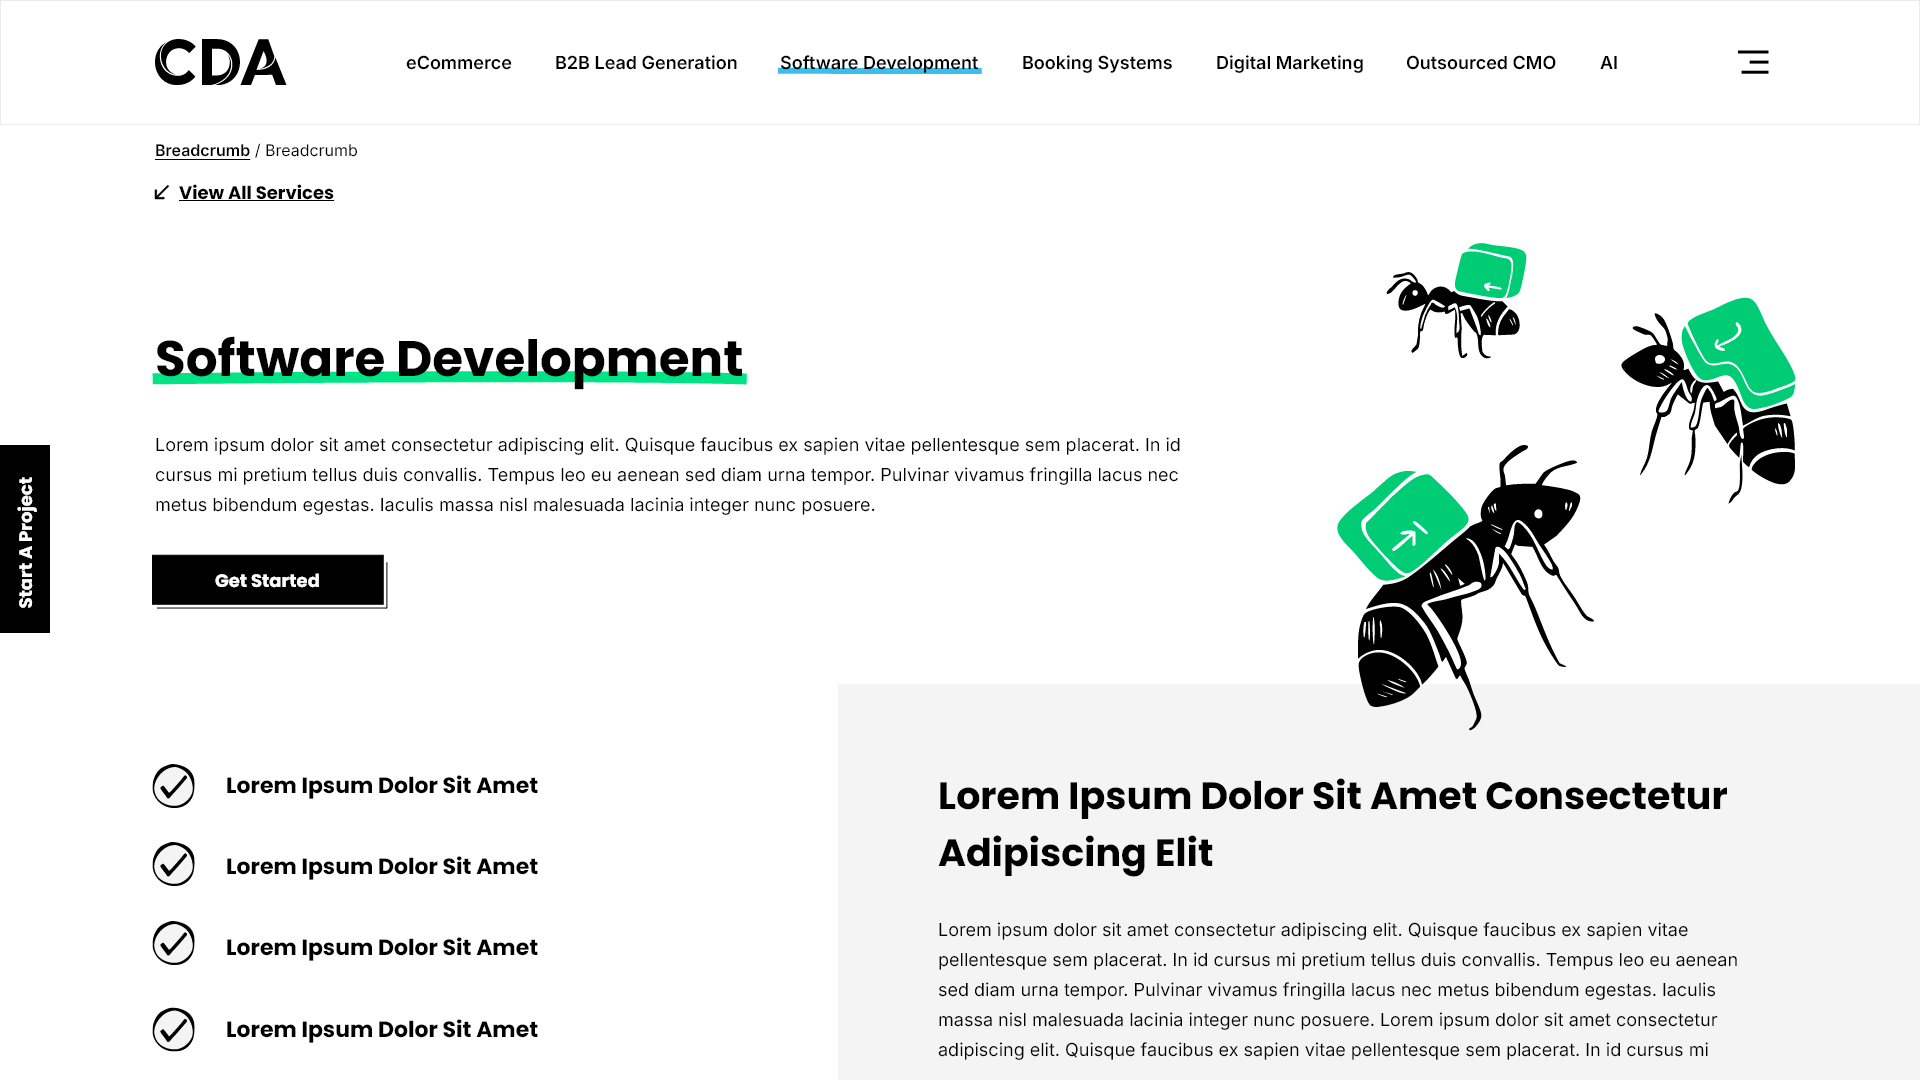 CDA
eCommerce
B2B Lead Generation
Software Development
Booking Systems
Digital Marketing
Outsourced CMO
AI
Breadcrumb / Breadcrumb
View All Services
Software Development
Lorem ipsum dolor sit amet consectetur adipiscing elit. Quisque faucibus ex sapien vitae pellentesque sem placerat. In id
cursus mi pretium tellus duis convallis. Tempus leo eu aenean sed diam urna tempor. Pulvinar vivamus fringilla lacus nec
metus bibendum egestas. Iaculis massa nisl malesuada lacinia integer nunc posuere.
Get Started
Start A Project
Lorem Ipsum Dolor Sit Amet
Lorem Ipsum Dolor Sit Amet
Lorem Ipsum Dolor Sit Amet
Lorem Ipsum Dolor Sit Amet
Lorem Ipsum Dolor Sit Amet Consectetur
Adipiscing Elit
Lorem ipsum dolor sit amet consectetur adipiscing elit. Quisque faucibus ex sapien vitae
pellentesque sem placerat. In id cursus mi pretium tellus duis convallis. Tempus leo eu aenean
sed diam urna tempor. Pulvinar vivamus fringilla lacus nec metus bibendum egestas. Iaculis
massa nisl malesuada lacinia integer nunc posuere. Lorem ipsum dolor sit amet consectetur
adipiscing elit. Quisque faucibus ex sapien vitae pellentesque sem placerat. In id cursus mi